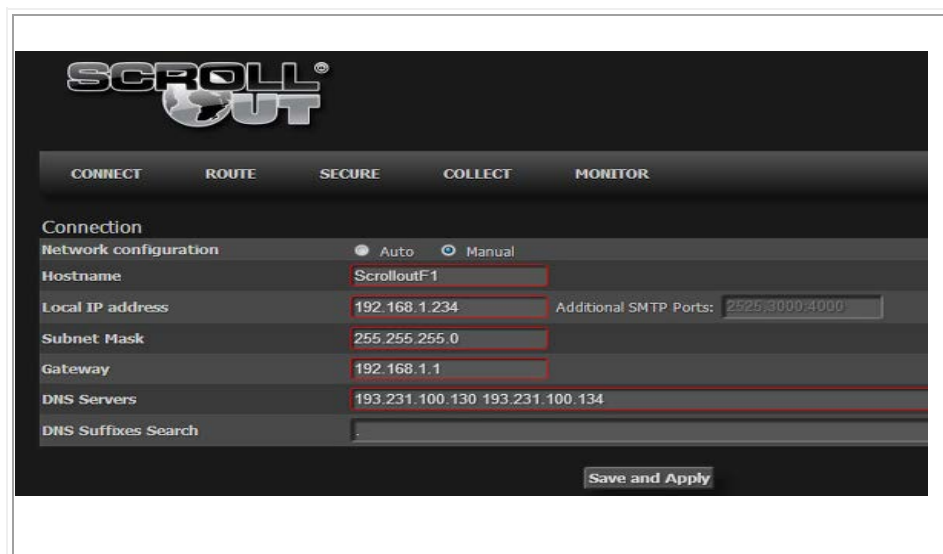 SCROLL®
OUT
CONNECT ROUTE SECURE COLLECT MONITOR
Connection
Network configuration Auto Manual
Hostname ScrolloutF1
Local IP address 192.168.1.234 Additional SMTP Ports: 2525,3000:4000
Subnet Mask 255.255.255.0
Gateway 192.168.1.1
DNS Servers 193.231.100.130 193.231.100.134
DNS Suffixes Search .
Save and Apply